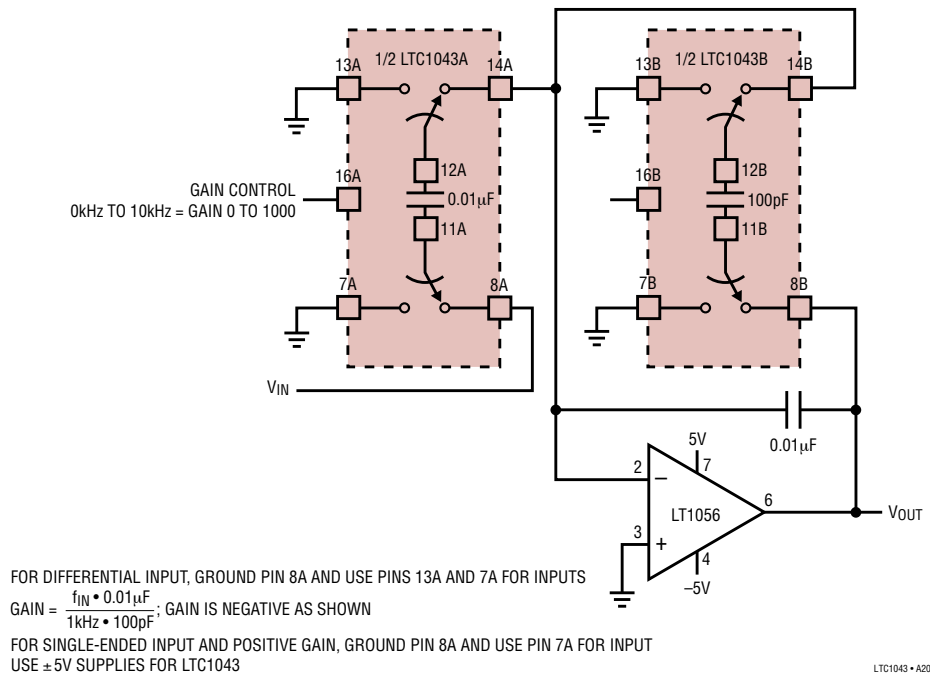 1/2 LTC1043A
1/2 LTC1043B
13A
14A
13B
14B
16A
12A
16B
12B
GAIN CONTROL
0kHz TO 10kHz = GAIN 0 TO 1000
0.01µF
100pF
11A
11B
7A
8A
7B
8B
VIN
0.01µF
5V
2
7
–
6
LT1056
VOUT
3
+
4
–5V
FOR DIFFERENTIAL INPUT, GROUND PIN 8A AND USE PINS 13A AND 7A FOR INPUTS
fIN • 0.01µF
GAIN = ; GAIN IS NEGATIVE AS SHOWN
1kHz • 100pF
FOR SINGLE-ENDED INPUT AND POSITIVE GAIN, GROUND PIN 8A AND USE PIN 7A FOR INPUT
USE ±5V SUPPLIES FOR LTC1043
LTC1043 • A20